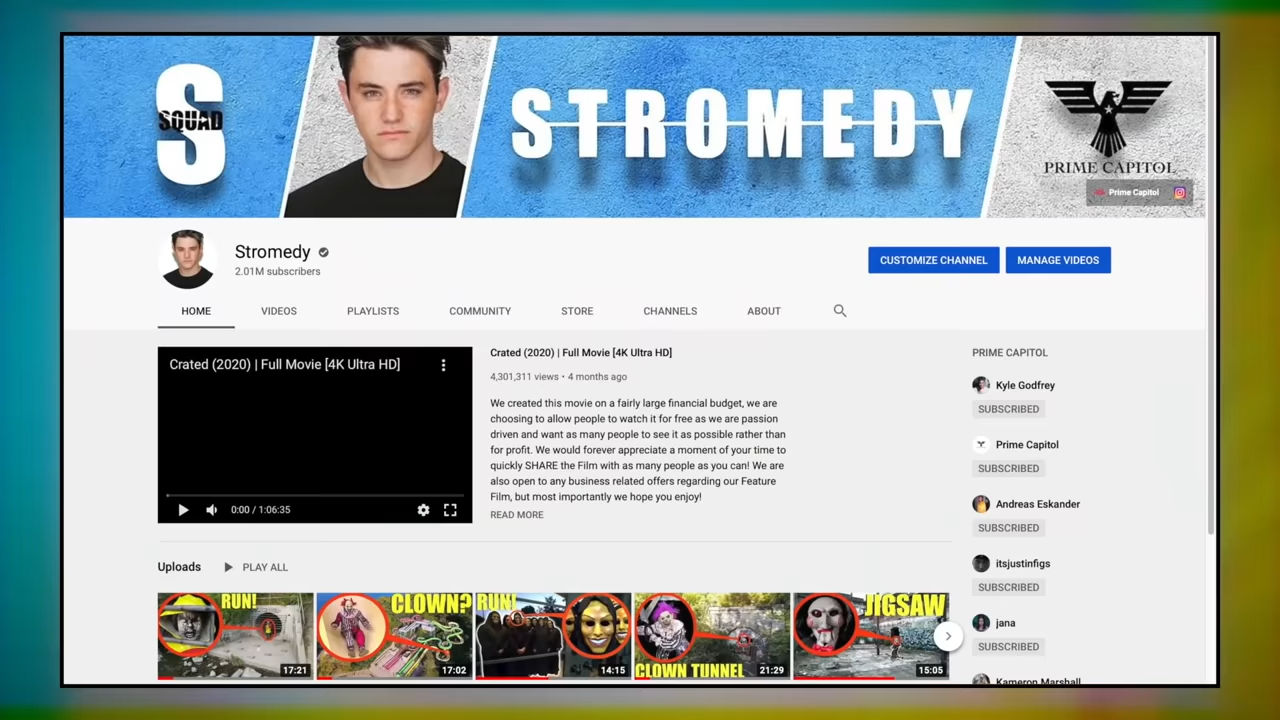 S
SQUAD
STROMEDY
PRIME CAPITOL
Prime Capitol
Stromedy
2.01M subscribers
CUSTOMIZE CHANNEL
MANAGE VIDEOS
HOME
VIDEOS
PLAYLISTS
COMMUNITY
STORE
CHANNELS
ABOUT
Crated (2020) | Full Movie [4K Ultra HD]
0:00 / 1:06:35
Crated (2020) | Full Movie [4K Ultra HD]
4,301,311 views • 4 months ago
We created this movie on a fairly large financial budget, we are
choosing to allow people to watch it for free as we are passion
driven and want as many people to see it as possible rather than
for profit. We would forever appreciate a moment of your time to
quickly SHARE the Film with as many people as you can! We are
also open to any business related offers regarding our Feature
Film, but most importantly we hope you enjoy!
READ MORE
PRIME CAPITOL
Kyle Godfrey
SUBSCRIBED
Prime Capitol
SUBSCRIBED
Andreas Eskander
SUBSCRIBED
itsjustinfigs
SUBSCRIBED
jana
SUBSCRIBED
Kameron Marshall
Uploads
PLAY ALL
RUN!
17:21
CLOWN?
17:02
RUN!
14:15
CLOWN TUNNEL
21:29
JIGSAW
15:05